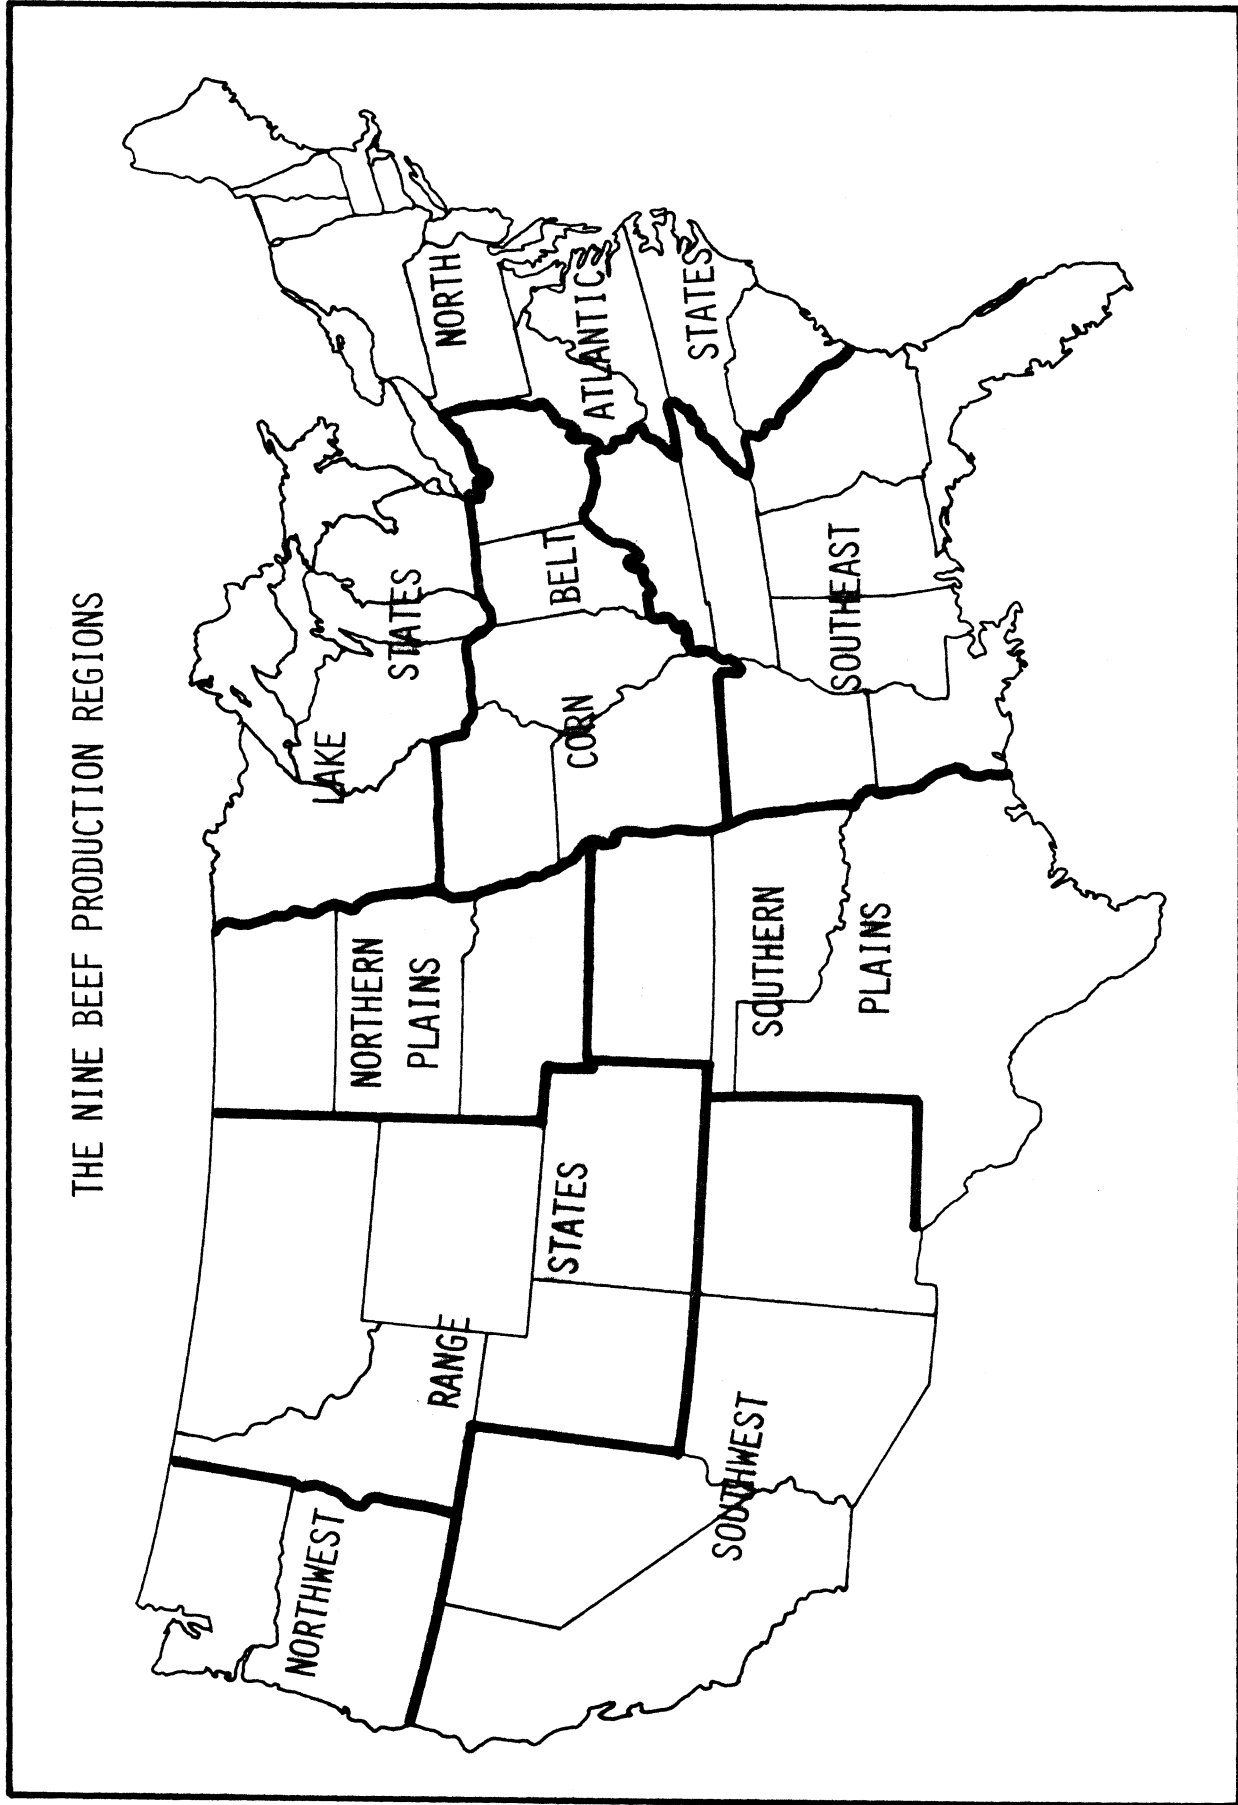 THE NINE BEEF PRODUCTION REGIONS
NORTHWEST
RANGE
STATES
SOUTHWEST
NORTHERN
PLAINS
SOUTHERN
PLAINS
LAKE
STATES
CORN
BELT
SOUTHEAST
NORTH
ATLANTIC
STATES